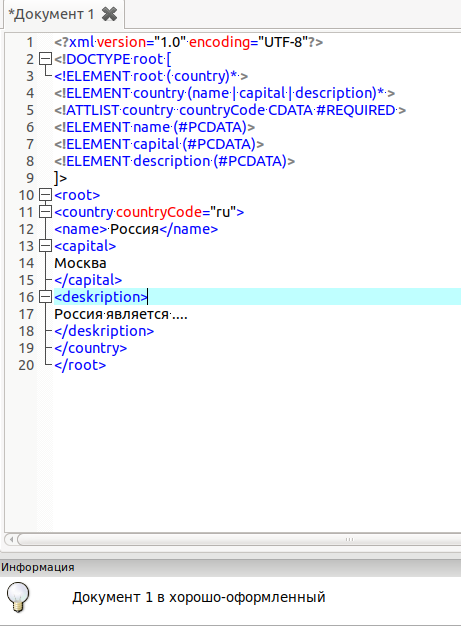 *Документ 1
1 <?xml version="1.0" encoding="UTF-8"?>
2 <!DOCTYPE root [
3 <!ELEMENT root ( country)* >
4 <!ELEMENT country (name | capital | description)* >
5 <!ATTLIST country countryCode CDATA #REQUIRED >
6 <!ELEMENT name (#PCDATA)>
7 <!ELEMENT capital (#PCDATA)>
8 <!ELEMENT description (#PCDATA)>
9 ]>
10 <root>
11 <country countryCode="ru">
12 <name> Россия</name>
13 <capital>
14 Москва
15 </capital>
16 <deskription>
17 Россия является ....
18 </deskription>
19 </country>
20 </root>
Информация
Документ 1 в хорошо-оформленный